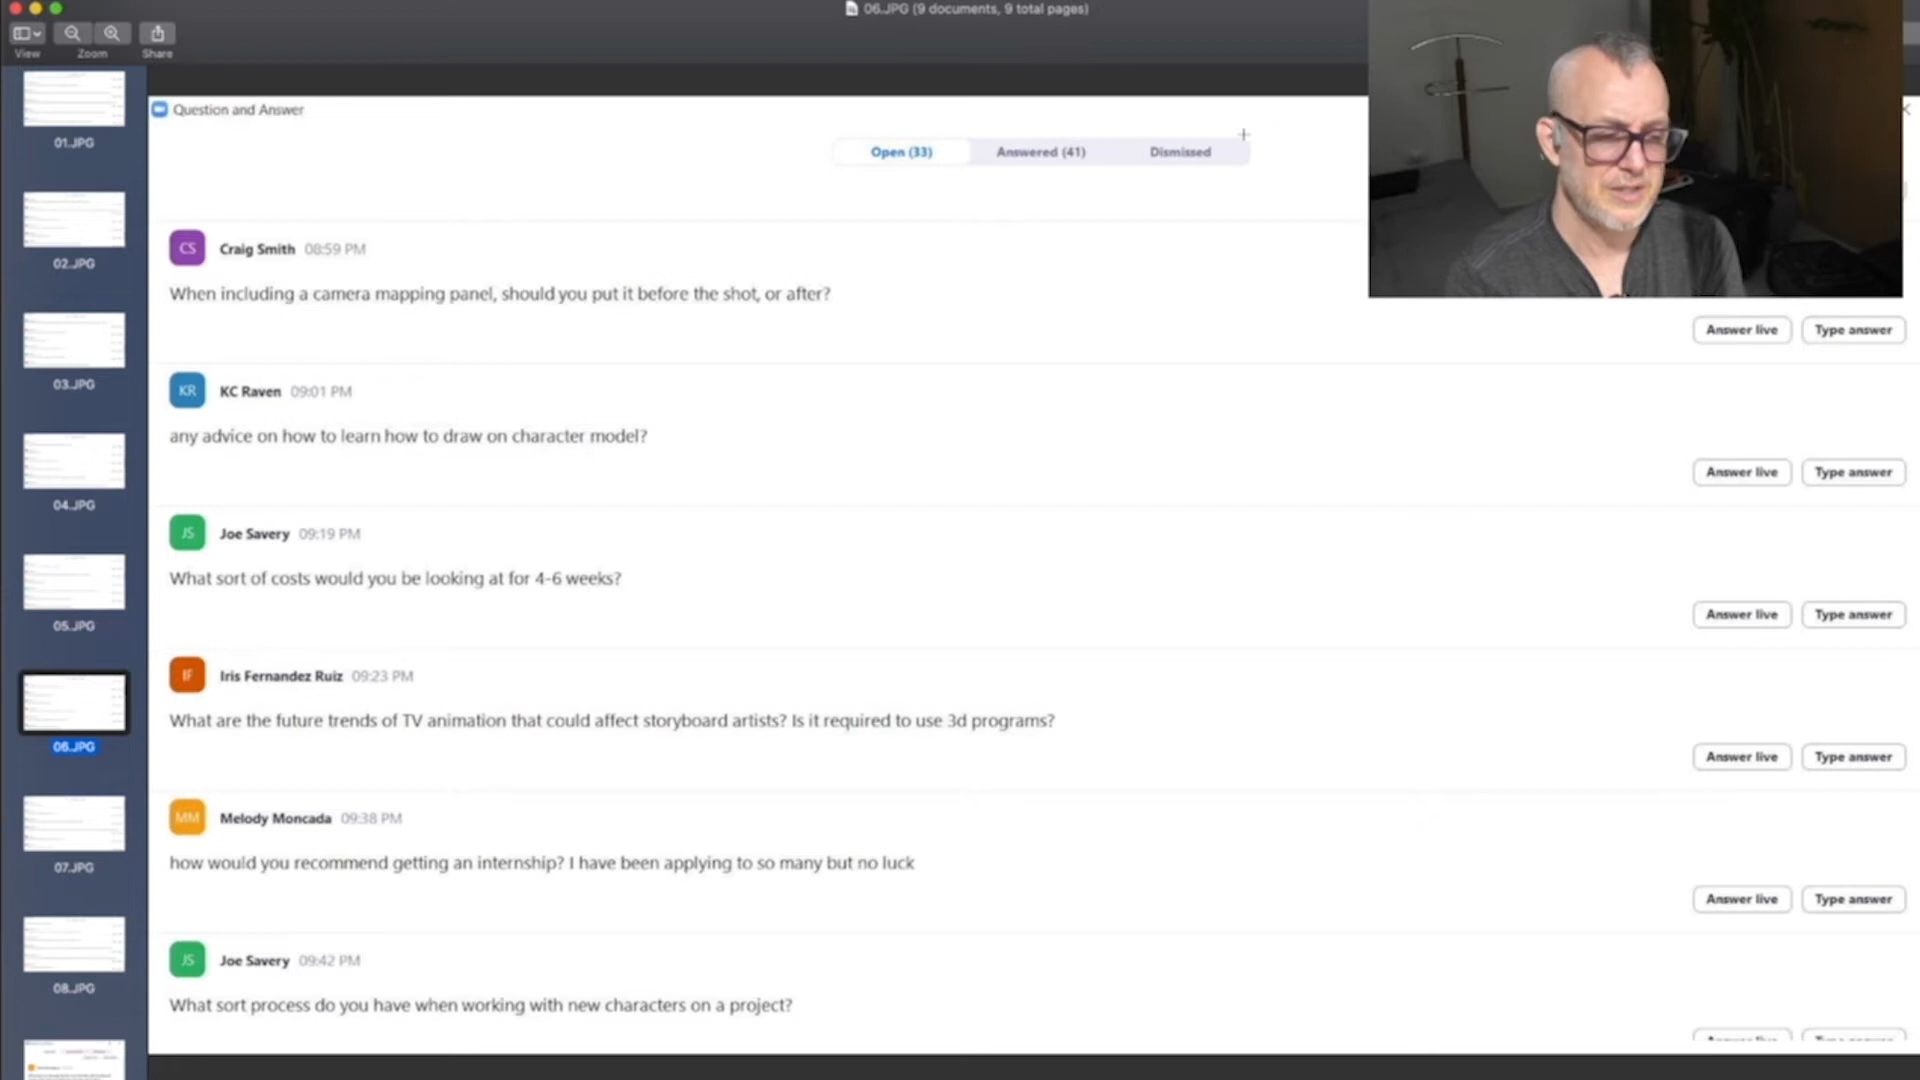 06.JPG (9 documents, 9 total pages)
View
Zoom
Share
01.JPG
02.JPG
03.JPG
04.JPG
05.JPG
06.JPG
07.JPG
08.JPG
Question and Answer
Open (33) Answered (41) Dismissed
CS Craig Smith 08:59 PM
When including a camera mapping panel, should you put it before the shot, or after?
Answer live Type answer
KR KC Raven 09:01 PM
any advice on how to learn how to draw on character model?
Answer live Type answer
JS Joe Savery 09:19 PM
What sort of costs would you be looking at for 4-6 weeks?
Answer live Type answer
IF Iris Fernandez Ruiz 09:23 PM
What are the future trends of TV animation that could affect storyboard artists? Is it required to use 3d programs?
Answer live Type answer
MM Melody Moncada 09:38 PM
how would you recommend getting an internship? I have been applying to so many but no luck
Answer live Type answer
JS Joe Savery 09:42 PM
What sort process do you have when working with new characters on a project?